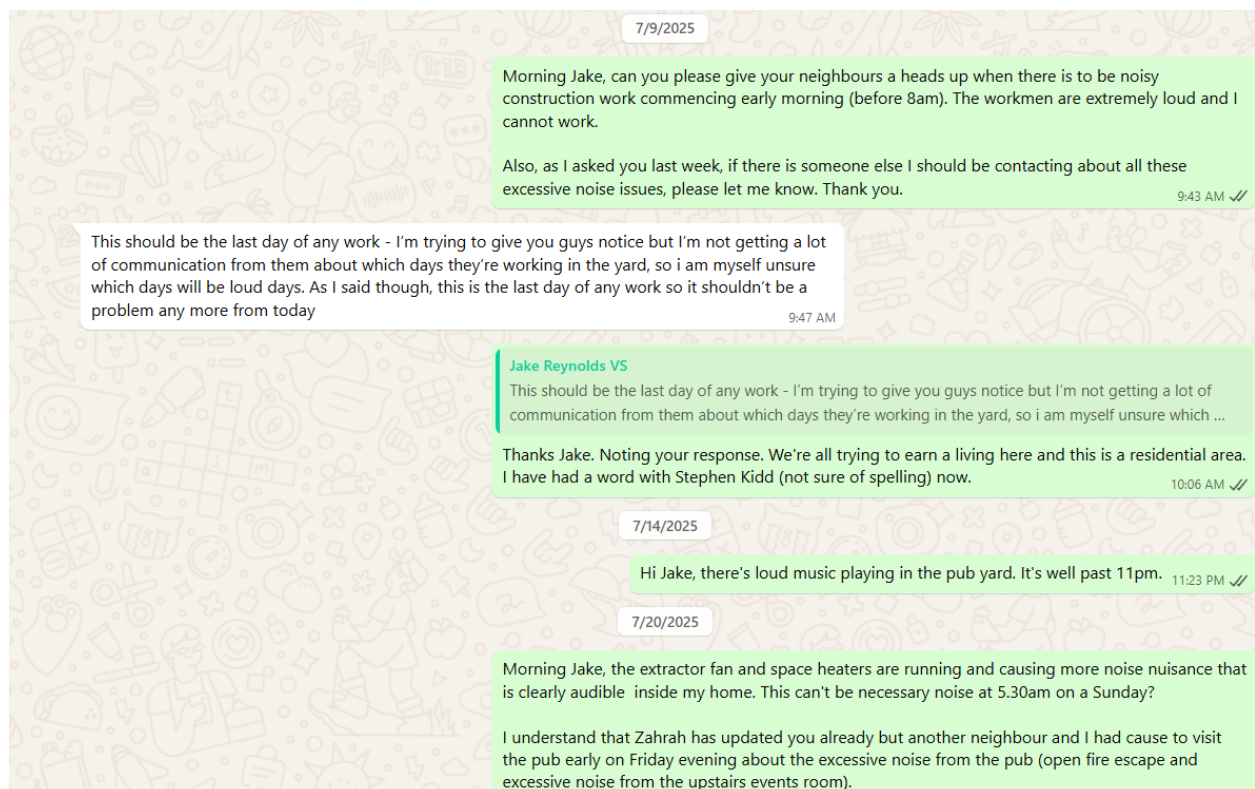 7/9/2025
Morning Jake, can you please give your neighbours a heads up when there is to be noisy
construction work commencing early morning (before 8am). The workmen are extremely loud and I
cannot work.
Also, as I asked you last week, if there is someone else I should be contacting about all these
excessive noise issues, please let me know. Thank you.
9:43 AM
This should be the last day of any work - I'm trying to give you guys notice but I'm not getting a lot
of communication from them about which days they're working in the yard, so i am myself unsure
which days will be loud days. As I said though, this is the last day of any work so it shouldn't be a
problem any more from today
9:47 AM
Jake Reynolds VS
This should be the last day of any work - I'm trying to give you guys notice but I'm not getting a lot of
communication from them about which days they're working in the yard, so i am myself unsure which ...
Thanks Jake. Noting your response. We're all trying to earn a living here and this is a residential area.
I have had a word with Stephen Kidd (not sure of spelling) now.
10:06 AM
7/14/2025
Hi Jake, there's loud music playing in the pub yard. It's well past 11pm.
11:23 PM
7/20/2025
Morning Jake, the extractor fan and space heaters are running and causing more noise nuisance that
is clearly audible  inside my home. This can't be necessary noise at 5.30am on a Sunday?
I understand that Zahrah has updated you already but another neighbour and I had cause to visit
the pub early on Friday evening about the excessive noise from the pub (open fire escape and
excessive noise from the upstairs events room).